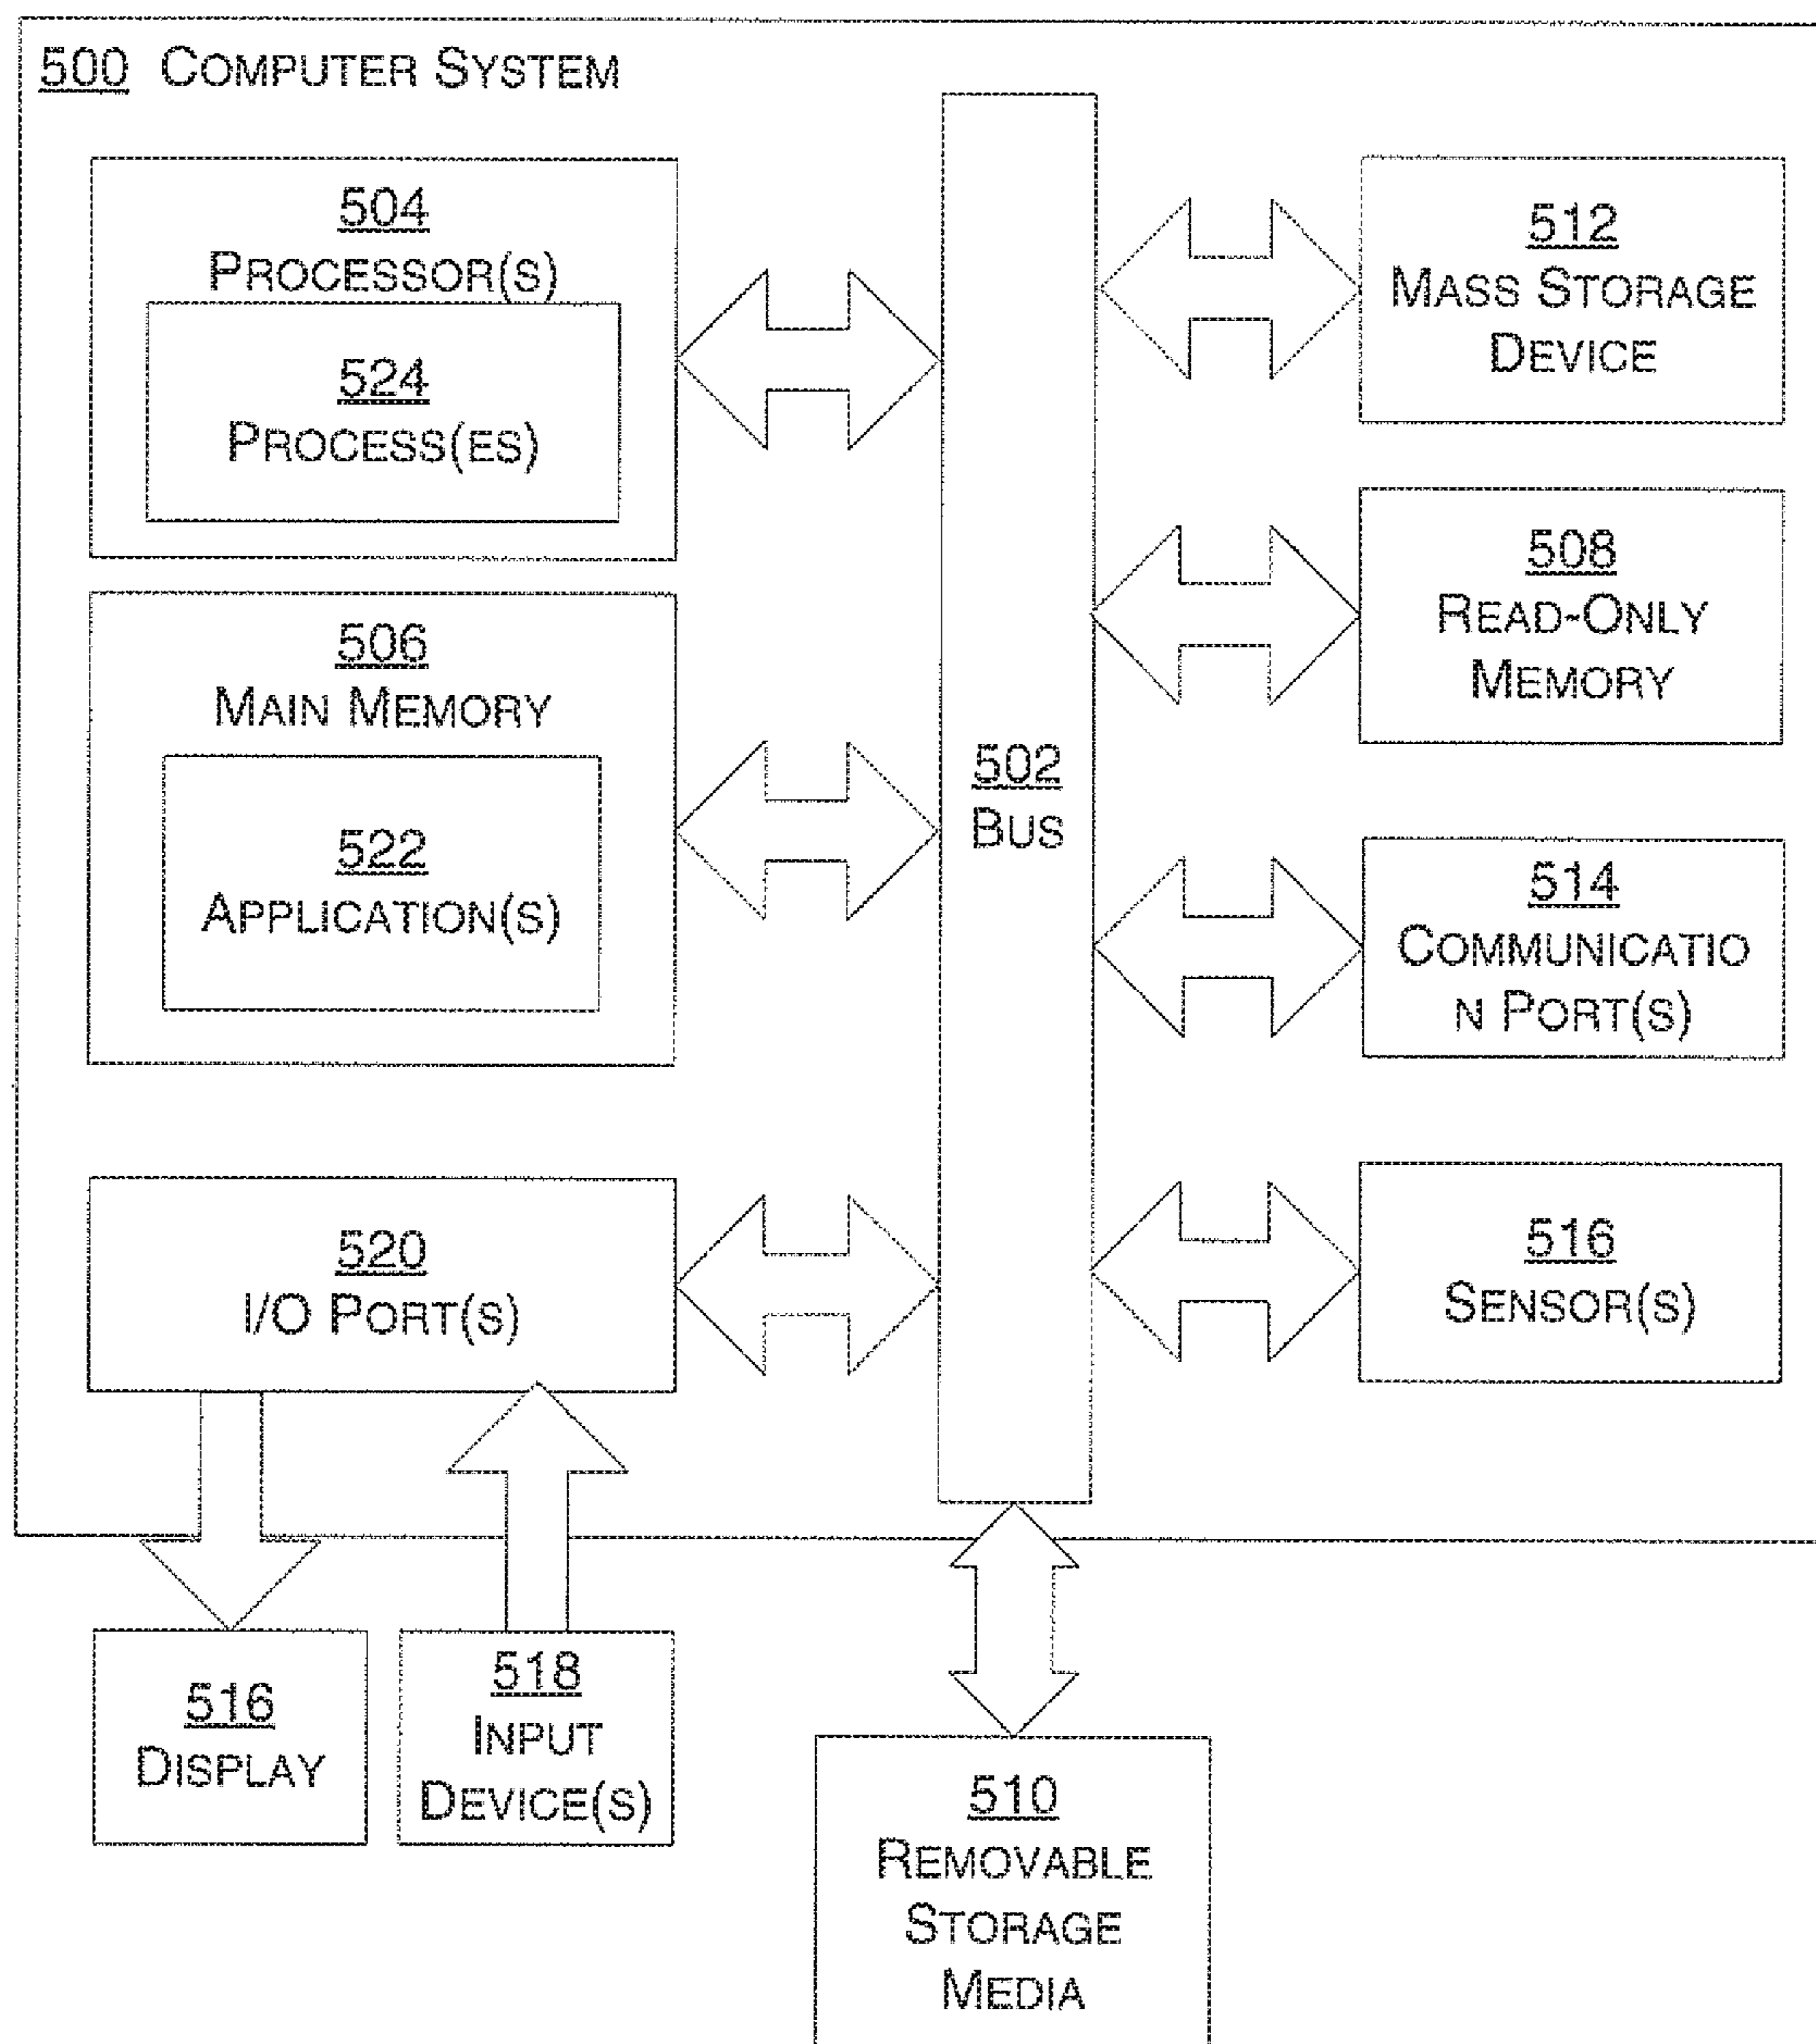 500 COMPUTER SYSTEM
504
PROCESSOR(S)
524
PROCESS(ES)
506
MAIN MEMORY
522
APPLICATION(S)
520
I/O PORT(S)
502
BUS
512
MASS STORAGE
DEVICE
508
READ-ONLY
MEMORY
514
COMMUNICATIO
N PORT(S)
516
SENSOR(S)
516
DISPLAY
518
INPUT
DEVICE(S)
510
REMOVABLE
STORAGE
MEDIA